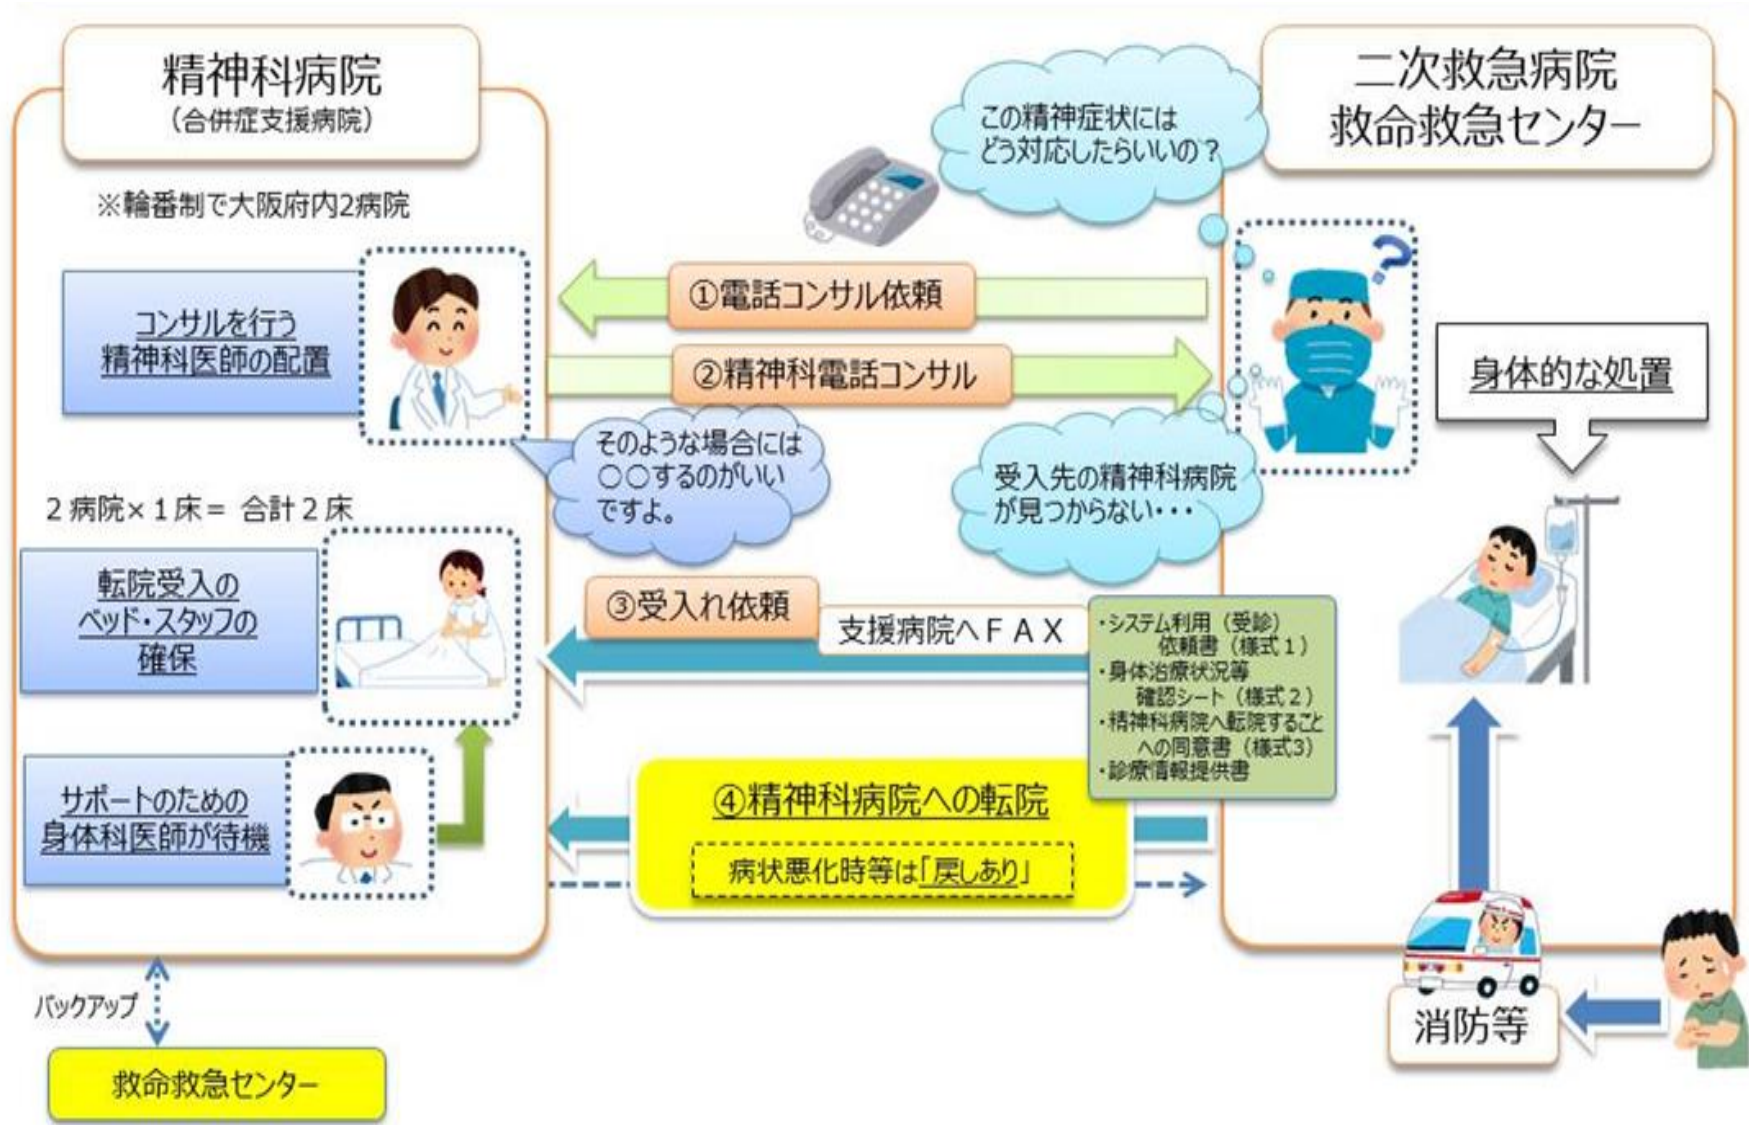 精神科病院
（合併症支援病院）
※輪番制で大阪府内2病院
コンサルを行う
精神科医師の配置
２病院×１床＝ 合計２床
転院受入の
ベッド・スタッフの
確保
サポートのための
身体科医師が待機
バックアップ
救命救急センター
この精神症状には
どう対応したらいいの？
①電話コンサル依頼
②精神科電話コンサル
そのような場合には
○○するのがいい
ですよ。
受入先の精神科病院
が見つからない・・・
③受入れ依頼
支援病院へＦＡＸ
・システム利用（受診）
依頼書（様式１）
・身体治療状況等
確認シート（様式２）
・精神科病院へ転院すること
への同意書（様式3）
・診療情報提供書
④精神科病院への転院
病状悪化時等は「戻しあり」
二次救急病院
救命救急センター
身体的な処置
消防等